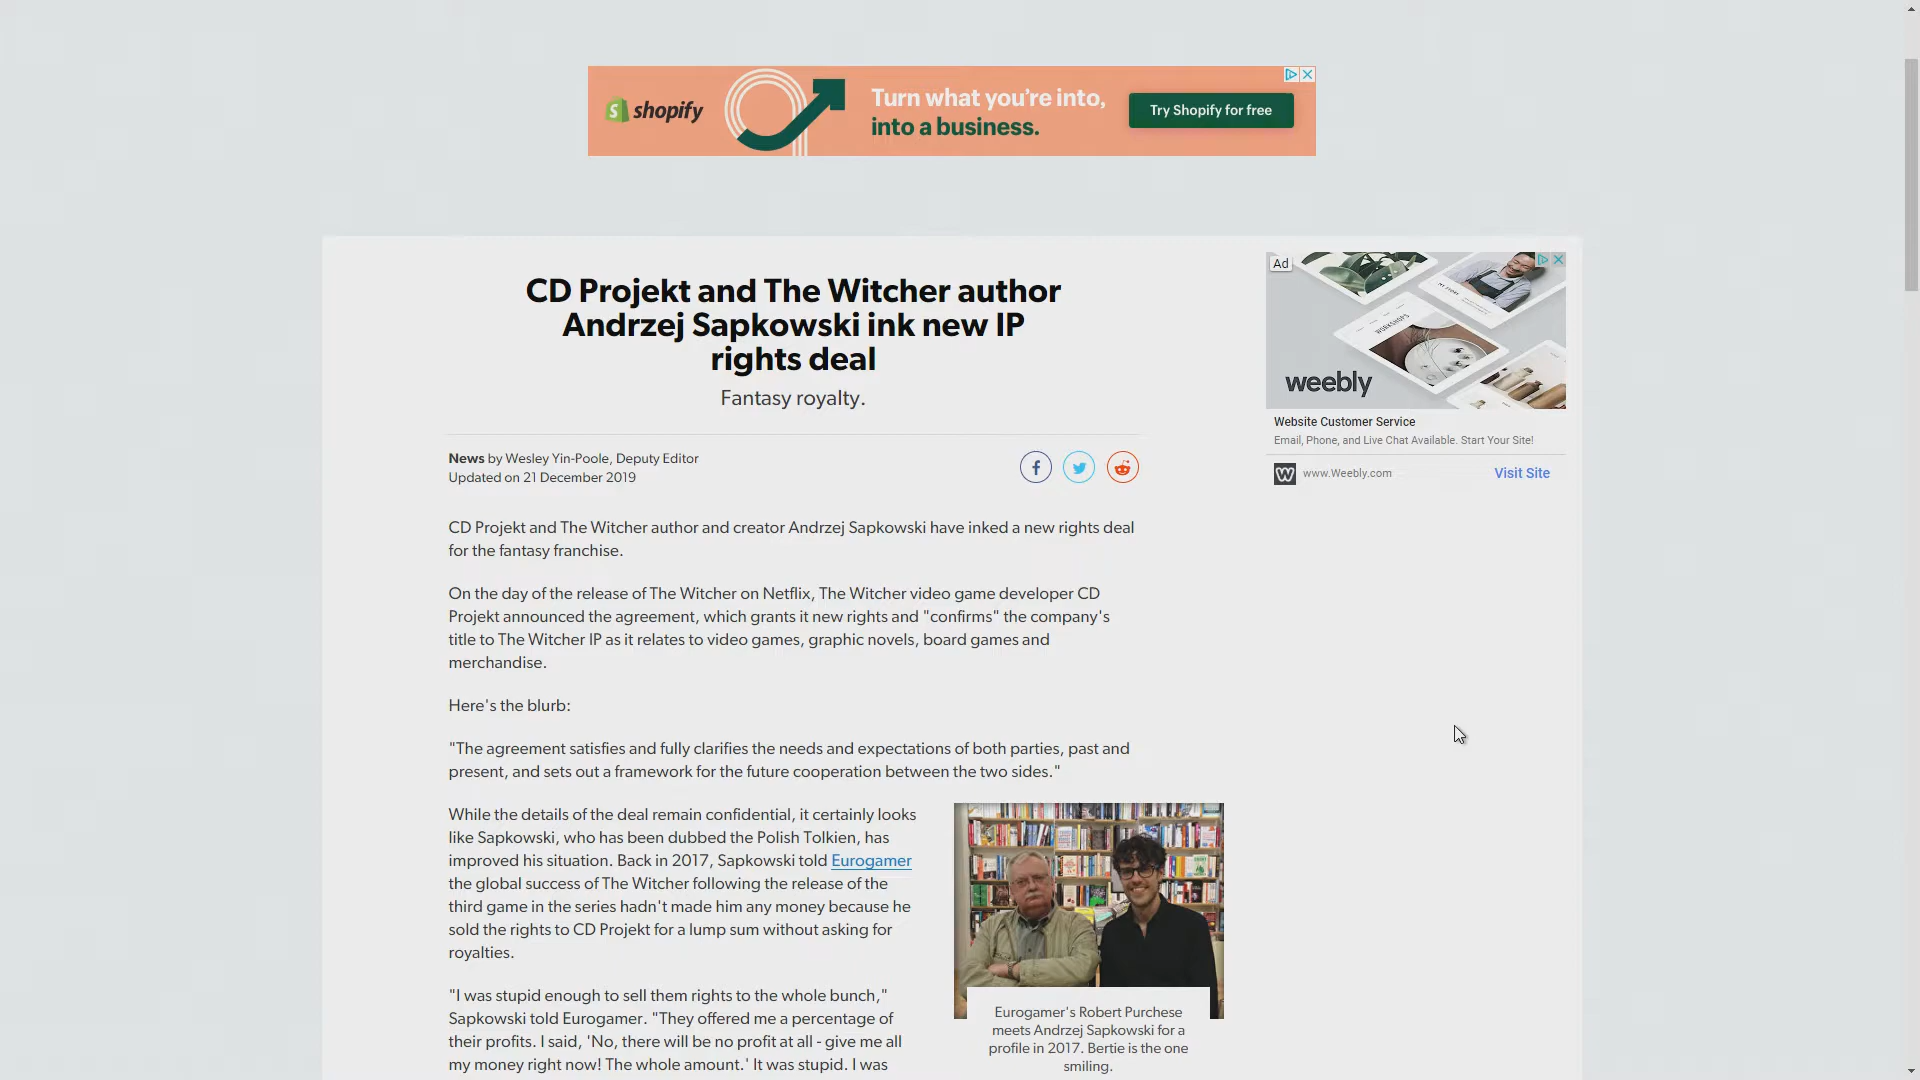 shopify
Turn what you're into,
into a business.
Try Shopify for free
CD Projekt and The Witcher author
Andrzej Sapkowski ink new IP
rights deal
Fantasy royalty.
News by Wesley Yin-Poole, Deputy Editor
Updated on 21 December 2019
Ad
MY STORY
WORKSHOPS
weebly
Website Customer Service
Email, Phone, and Live Chat Available. Start Your Site!
www.Weebly.com
Visit Site
CD Projekt and The Witcher author and creator Andrzej Sapkowski have inked a new rights deal
for the fantasy franchise.
On the day of the release of The Witcher on Netflix, The Witcher video game developer CD
Projekt announced the agreement, which grants it new rights and "confirms" the company's
title to The Witcher IP as it relates to video games, graphic novels, board games and
merchandise.
Here's the blurb:
"The agreement satisfies and fully clarifies the needs and expectations of both parties, past and
present, and sets out a framework for the future cooperation between the two sides."
While the details of the deal remain confidential, it certainly looks
like Sapkowski, who has been dubbed the Polish Tolkien, has
improved his situation. Back in 2017, Sapkowski told Eurogamer
the global success of The Witcher following the release of the
third game in the series hadn't made him any money because he
sold the rights to CD Projekt for a lump sum without asking for
royalties.
"I was stupid enough to sell them rights to the whole bunch,"
Sapkowski told Eurogamer. "They offered me a percentage of
their profits. I said, 'No, there will be no profit at all - give me all
my money right now! The whole amount.' It was stupid. I was
Eurogamer's Robert Purchese
meets Andrzej Sapkowski for a
profile in 2017. Bertie is the one
smiling.